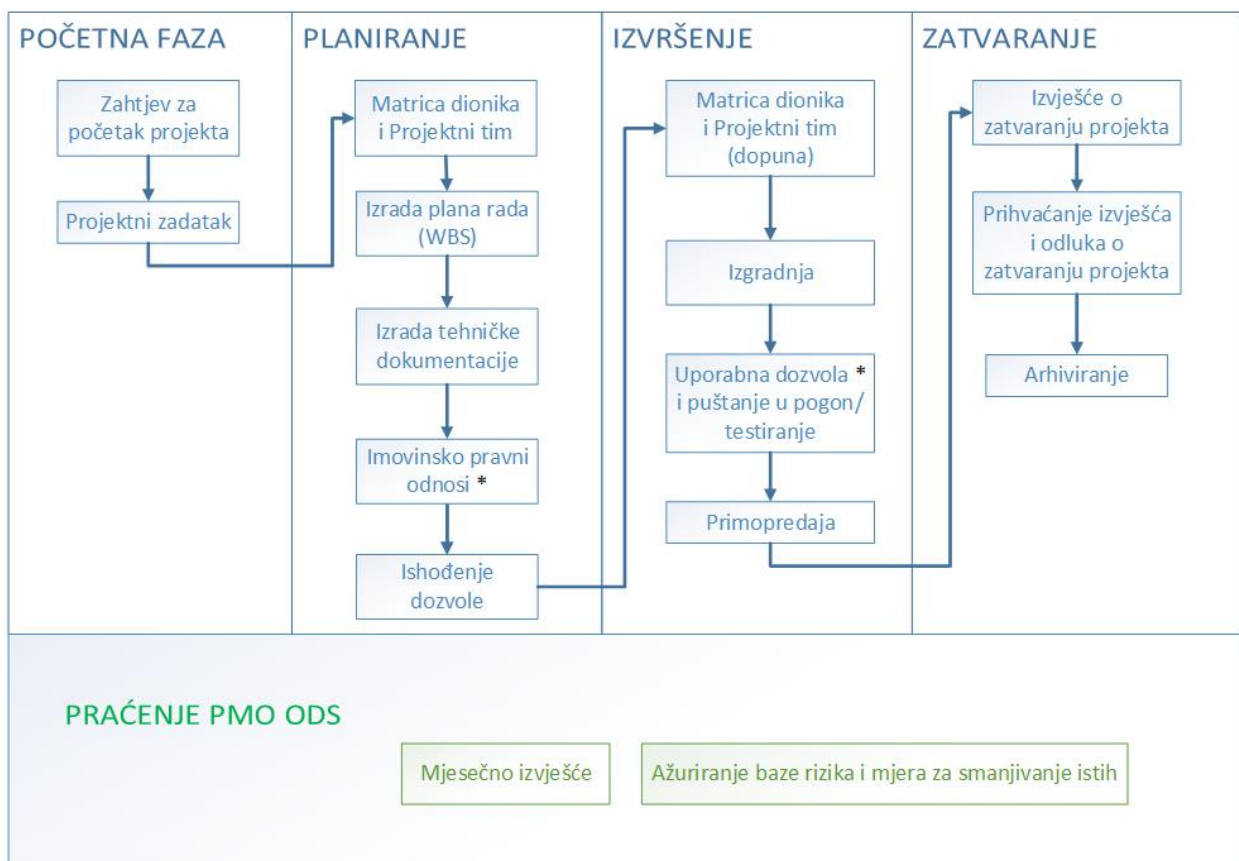 POČETNA FAZA
Zahtjev za
početak projekta
Projektni zadatak
PLANIRANJE
Matrica dionika
i Projektni tim
Izrada plana rada
(WBS)
Izrada tehničke
dokumentacije
Imovinsko pravni
odnosi *
Ishođenje
dozvole
IZVRŠENJE
Matrica dionika
i Projektni tim
(dopuna)
Izgradnja
Uporabna dozvola *
i puštanje u pogon/
testiranje
Primopredaja
ZATVARANJE
Izvješće o
zatvaranju projekta
Prihvaćanje izvješća
i odluka o
zatvaranju projekta
Arhiviranje
PRAĆENJE PMO ODS
Mjesečno izvješće
Ažuriranje baze rizika i mjera za smanjivanje istih